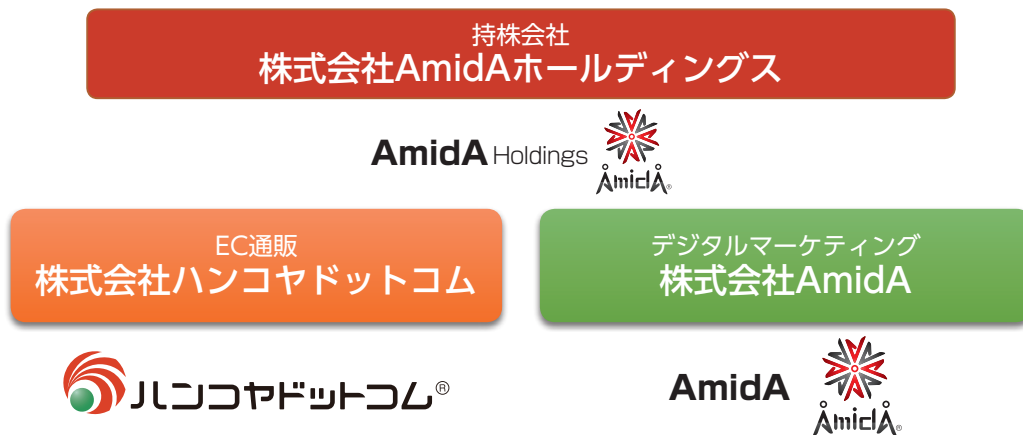 持株会社
株式会社AmidAホールディングス
AmidA Holdings
ÅmidÅ®
EC通販
株式会社ハンコヤドットコム
デジタルマーケティング
株式会社AmidA
ハンコヤドットコム®
AmidA
ÅmidÅ®